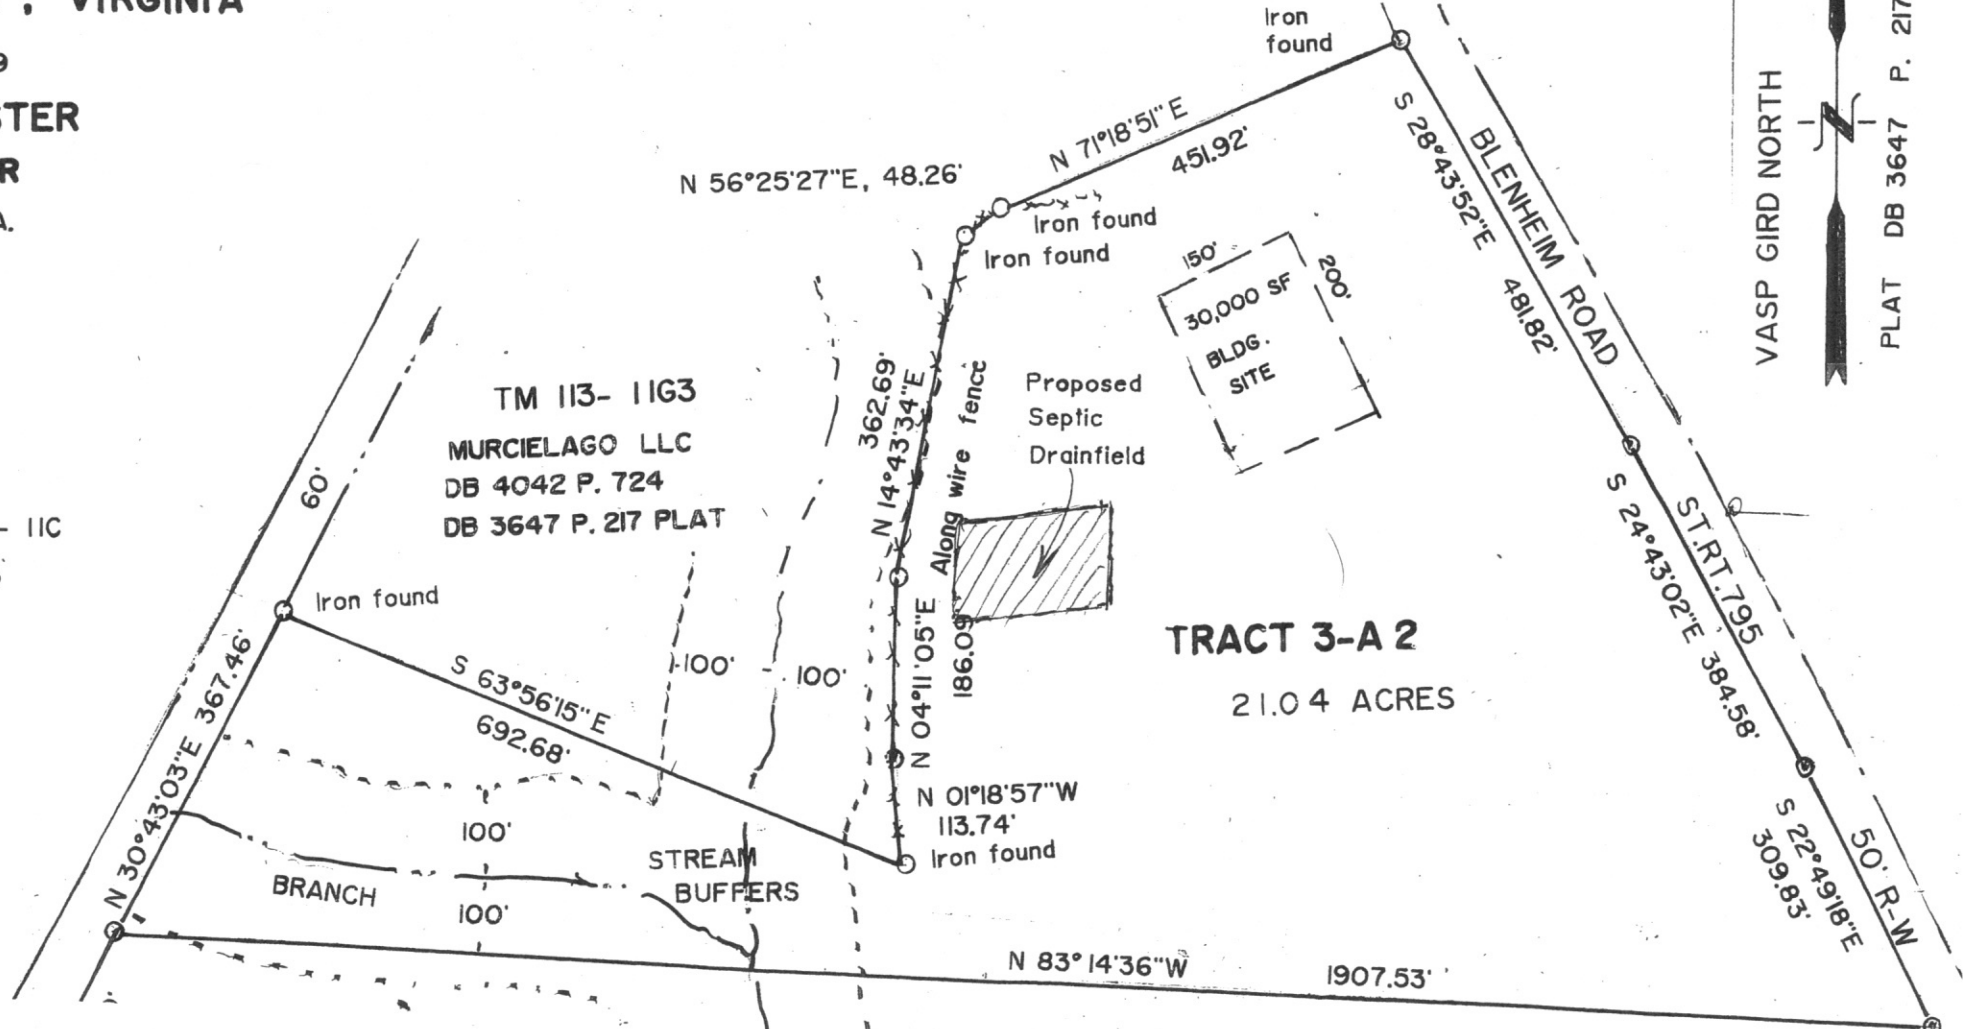 , VIRGINIA
9
STER
R
A.
- 11C
Iron
found
N 71°18'51"E
451.92'
N 56°25'27"E, 48.26'
Iron found
Iron found
S 28°43'52"E
481.82'
BLENHEIM ROAD
ST.RT.795
50' R-W
VASP GIRD NORTH
N
PLAT DB 3647 P. 217
150'
200'
30,000 SF
BLDG.
SITE
TM 113- 11G3
MURCIELAGO LLC
DB 4042 P. 724
DB 3647 P. 217 PLAT
362.69'
N 14°43'34"E
Along wire fence
Proposed
Septic
Drainfield
60'
Iron found
N 30°43'03"E 367.46'
S 63°56'15"E
692.68'
100'
100'
N 04°11'05"E
186.09
TRACT 3-A 2
21.04 ACRES
S 24°43'02"E 384.58'
N 01°18'57"W
113.74'
Iron found
100'
STREAM
BUFFERS
BRANCH
100'
S 22°49'18"E
309.83'
N 83°14'36"W 1907.53'